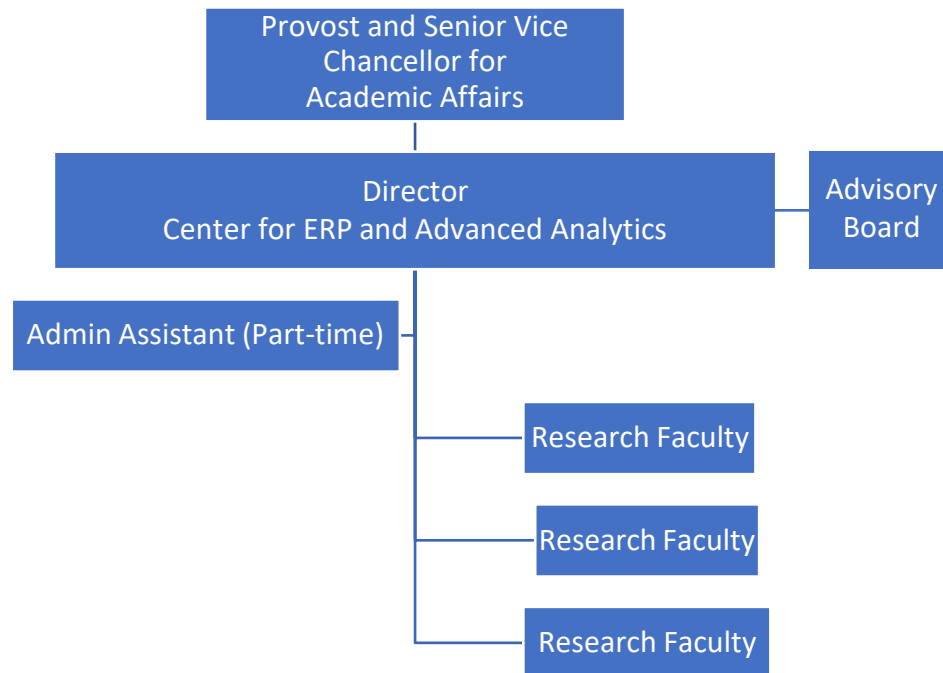 Provost and Senior Vice
Chancellor for
Academic Affairs
Director
Center for ERP and Advanced Analytics
Advisory
Board
Admin Assistant (Part-time)
Research Faculty
Research Faculty
Research Faculty